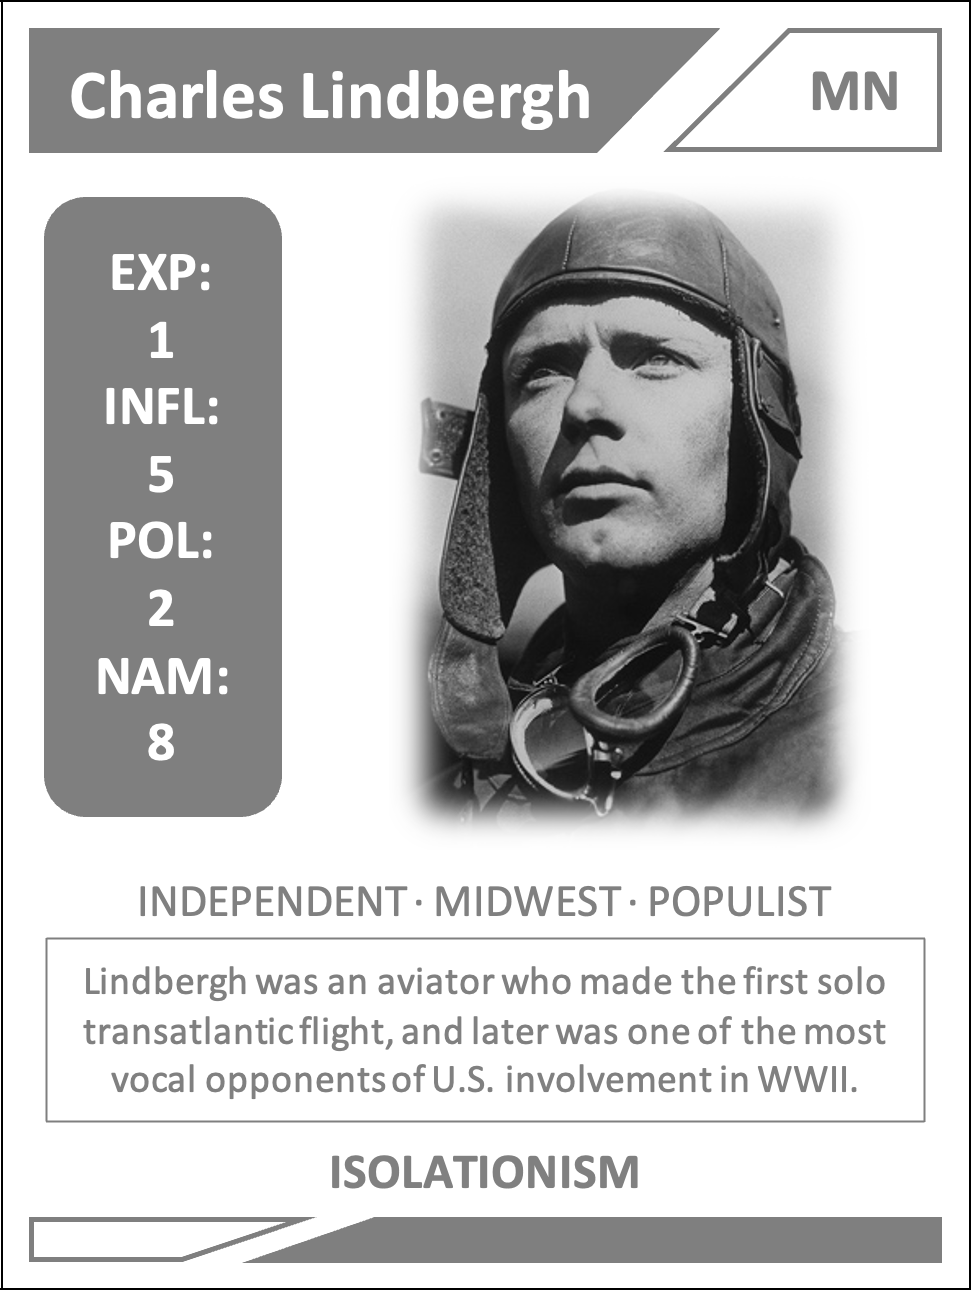 Charles Lindbergh
MN
EXP:
1
INFL:
5
POL:
2
NAM:
8
INDEPENDENT · MIDWEST · POPULIST
Lindbergh was an aviator who made the first solo
transatlantic flight, and later was one of the most
vocal opponents of U.S. involvement in WWII.
ISOLATIONISM